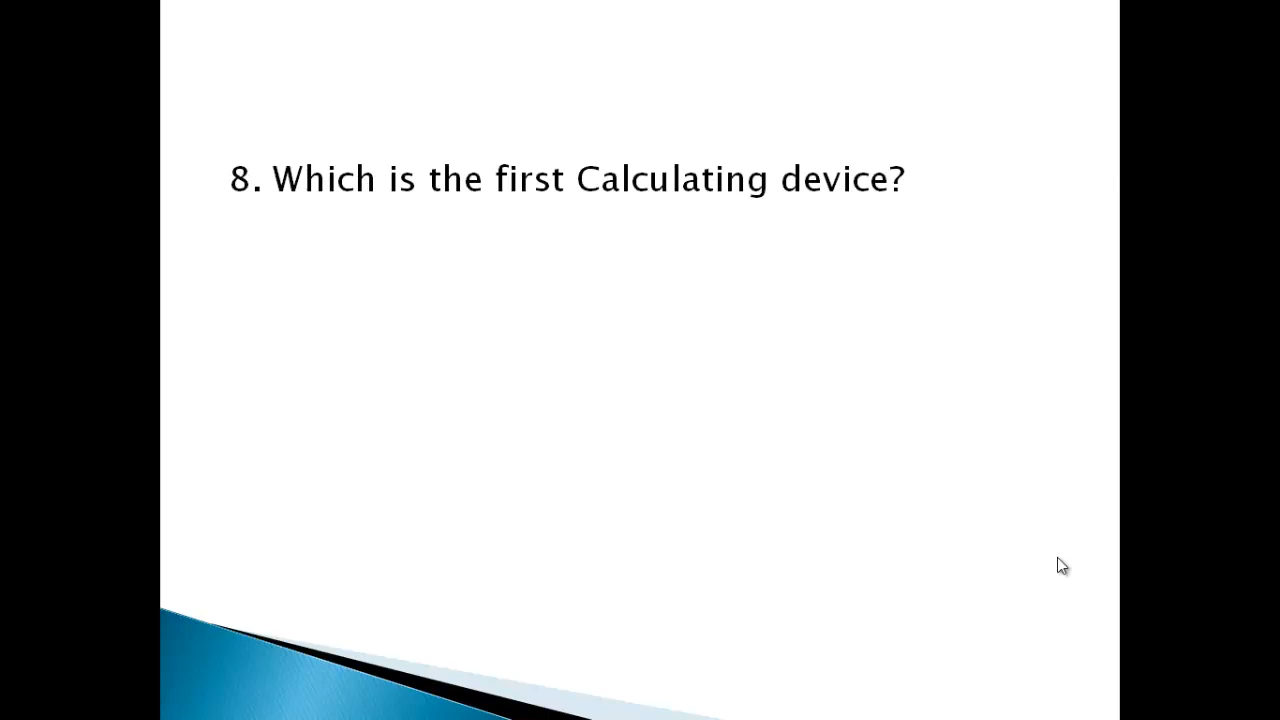 8. Which is the first Calculating device?